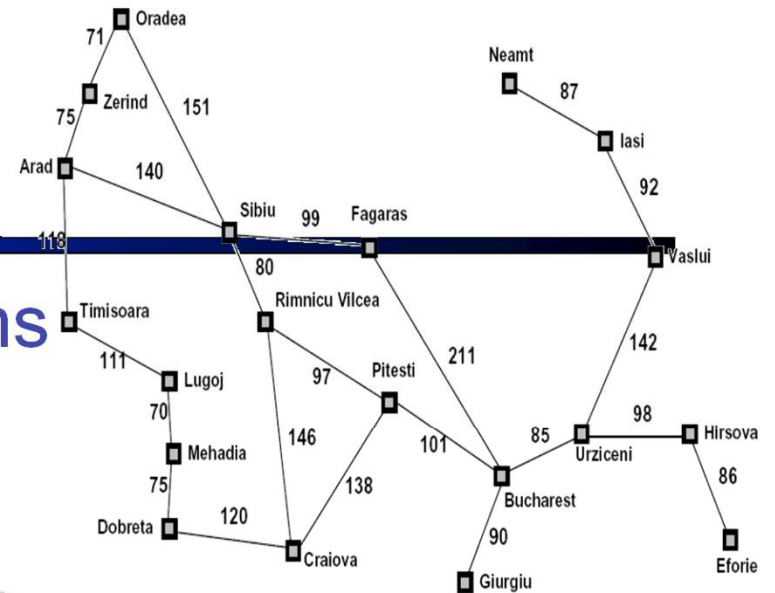 Oradea
71
Neamt
Zerind
87
151
75
Iasi
Arad
140
92
Sibiu
99
Fagaras
118
80
Vaslui
Rimnicu Vilcea
Timisoara
ns
142
211
111
97
Pitesti
Lugoj
70
98
146
101
85
Hirsova
Mehadia
Urziceni
138
86
75
Bucharest
120
Dobreta
90
Craiova
Eforie
Giurgiu